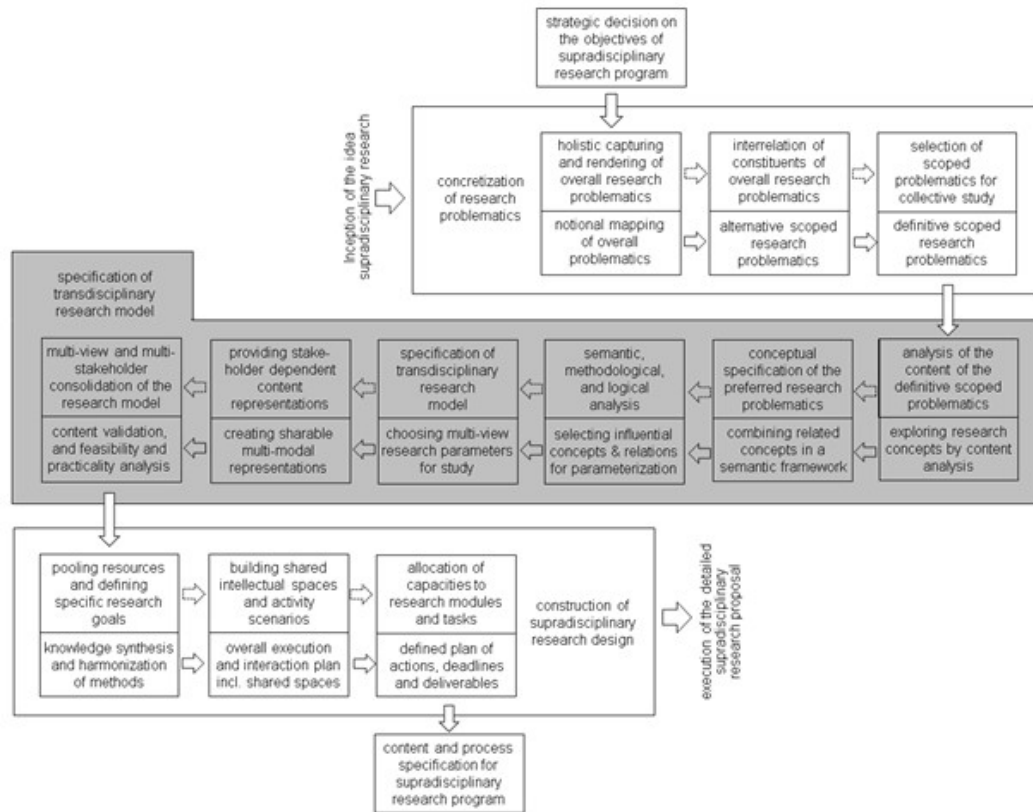 strategic decision on
the objectives of
supradisciplinary
research program
Inception of the idea
supradisciplinary research
concretization
of research
problematics
holistic capturing
and rendering of
overall research
problematics
interrelation of
constituents of
overall research
problematics
selection of
scoped
problematics for
collective study
notional mapping
of overall
problematics
alternative scoped
research
problematics
definitive scoped
research
problematics
specification of
transdisciplinary
research model
multi-view and multi-
stakeholder
consolidation of the
research model
providing stake-
holder dependent
content
representations
specification of
transdisciplinary
research
model
semantic,
methodological,
and logical
analysis
conceptual
specification of the
preferred research
problematics
analysis of the
content of the
definitive scoped
problematics
content validation,
and feasibility and
practicality analysis
creating sharable
multi-modal
representations
choosing multi-view
research parameters
for study
selecting influential
concepts & relations
for parameterization
combining related
concepts in a
semantic framework
exploring research
concepts by content
analysis
pooling resources
and defining
specific research
goals
building shared
intellectual spaces
and activity
scenarios
allocation of
capacities to
research modules
and tasks
knowledge synthesis
and harmonization
of methods
overall execution
and interaction plan
incl. shared spaces
defined plan of
actions, deadlines
and deliverables
construction of
supradisciplinary
research design
execution of the detailed
supradisciplinary
research proposal
content and process
specification for
supradisciplinary
research program